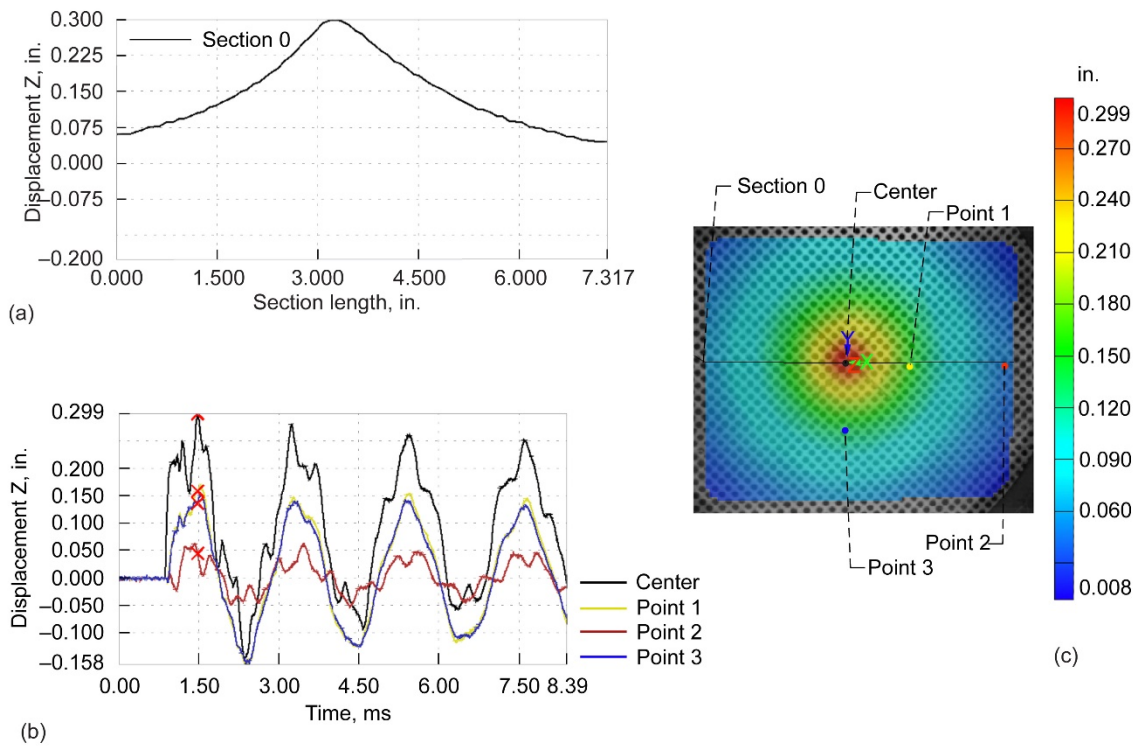 0.300
0.225
0.150
0.075
0.000
–0.075
–0.200
Displacement Z, in.
Section 0
0.000
1.500
3.000
4.500
6.000
7.317
Section length, in.
(a)
0.299
0.200
0.150
0.100
0.050
0.000
–0.050
–0.100
–0.158
Displacement Z, in.
0.00
1.50
3.00
4.50
6.00
7.50
8.39
Time, ms
Center
Point 1
Point 2
Point 3
(b)
Section 0
Center
Point 1
Y
X
Point 2
Point 3
in.
0.299
0.270
0.240
0.210
0.180
0.150
0.120
0.090
0.060
0.008
(c)